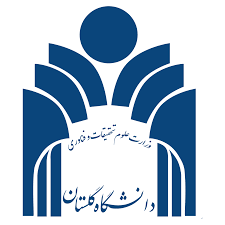 وزارت علوم تحقیقات و فناوری
دانشگاه گلستان